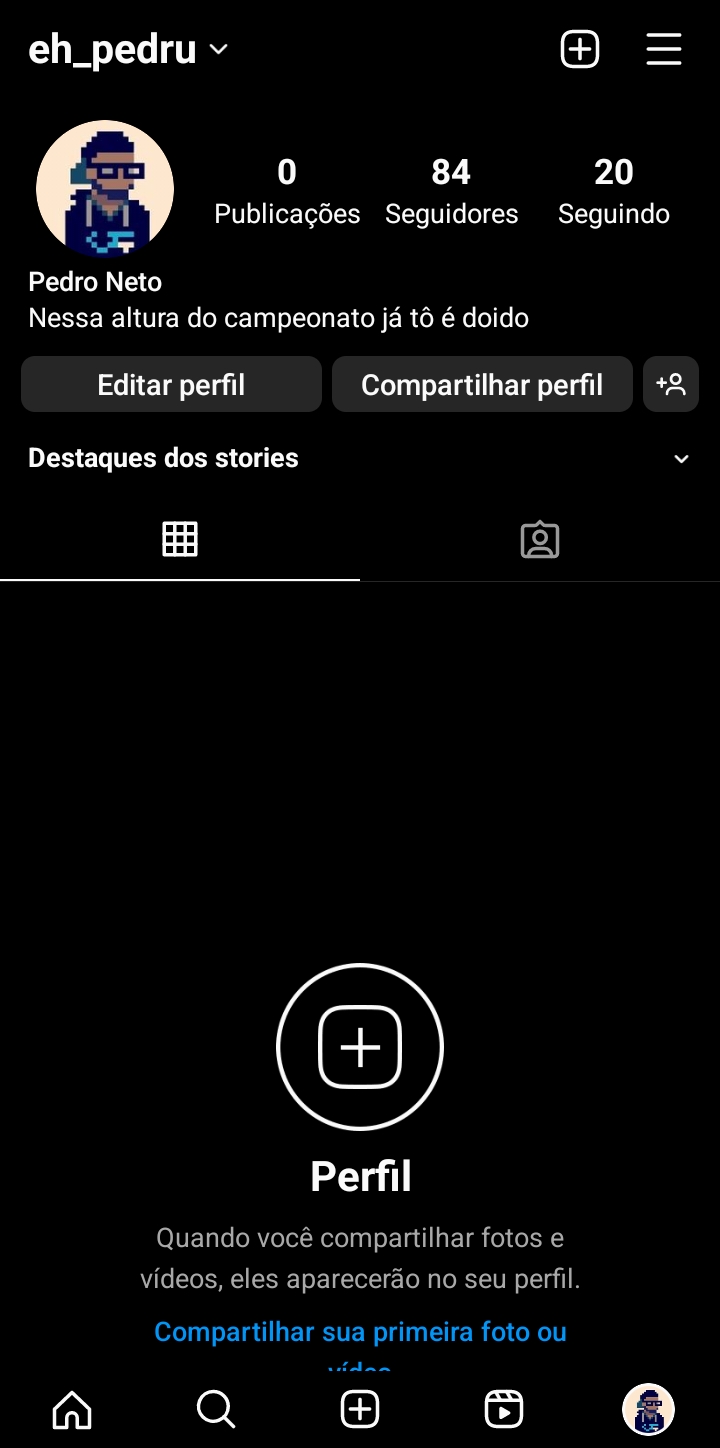 eh_pedru
0 84 20
Publicações Seguidores Seguindo
Pedro Neto
Nessa altura do campeonato já tô é doido
Editar perfil Compartilhar perfil
Destaques dos stories
Perfil
Quando você compartilhar fotos e
vídeos, eles aparecerão no seu perfil.
Compartilhar sua primeira foto ou
vídeo